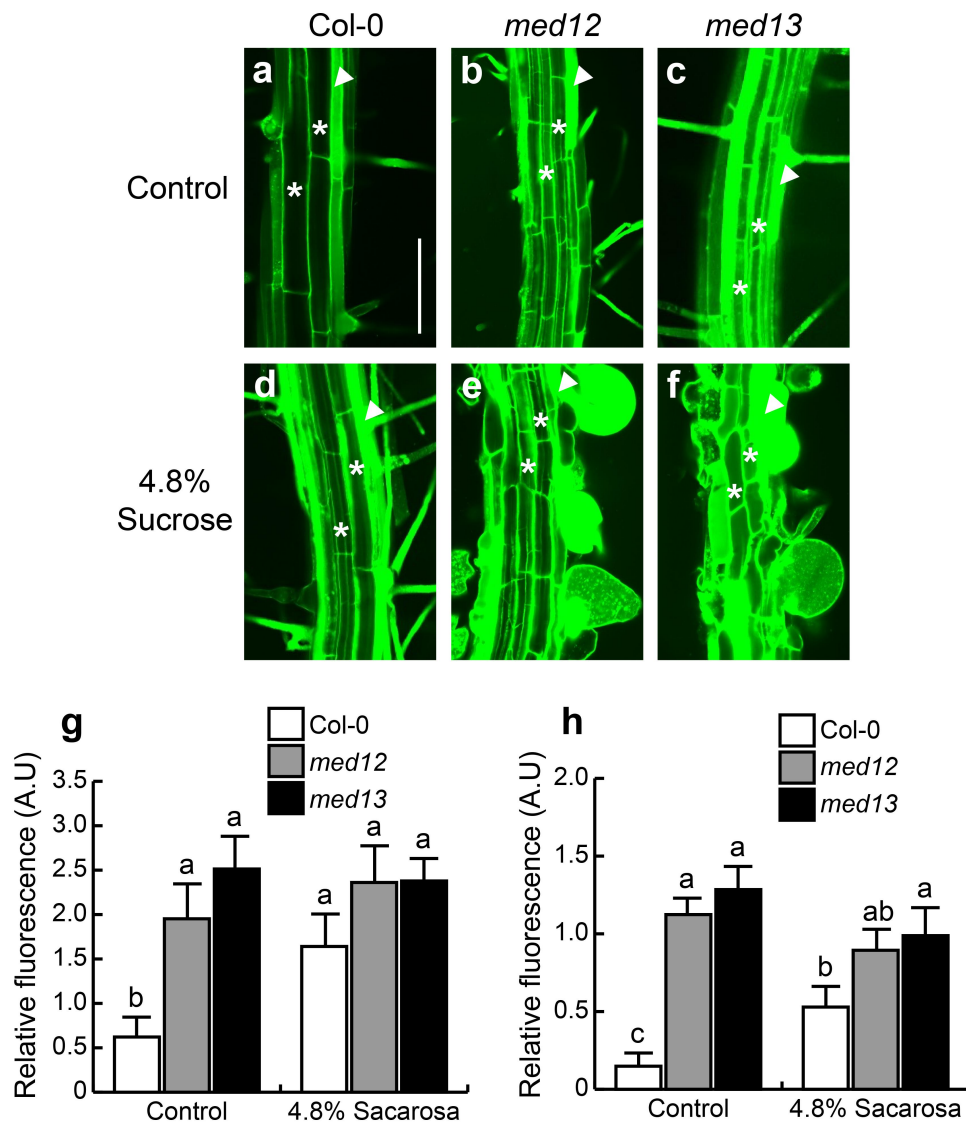 Col-0 med12 med13
a b c
* * * * * *
Control
d e f
* * * * * *
4.8%
Sucrose
g
Col-0
med12
med13
Relative fluorescence (A.U)
3.5
3.0
2.5
2.0
1.5
1.0
0.5
0
b a a a a a
Control 4.8% Sacarosa
h
Col-0
med12
med13
Relative fluorescence (A.U)
2.0
1.5
1.0
0.5
0
c a a b ab a
Control 4.8% Sacarosa